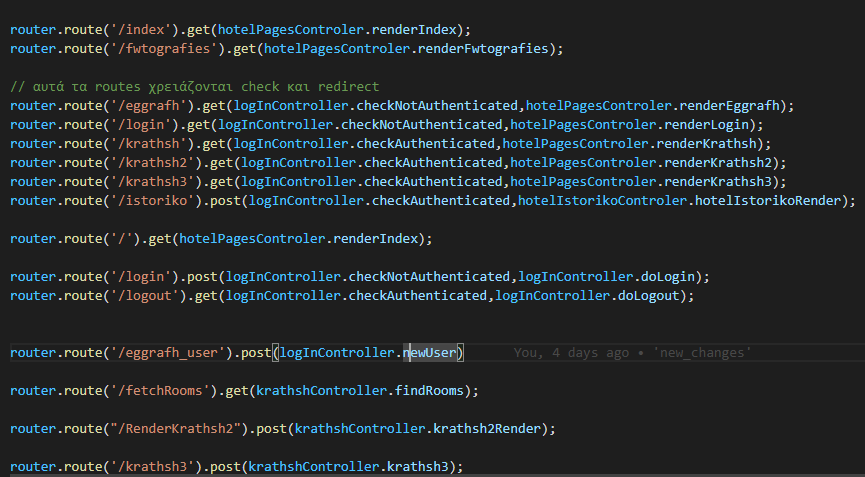 router.route('/index').get(hotelPagesControler.renderIndex);
router.route('/fwtografies').get(hotelPagesControler.renderFwtografies);
// αυτά τα routes χρειάζονται check και redirect
router.route('/eggrafh').get(logInController.checkNotAuthenticated,hotelPagesControler.renderEggrafh);
router.route('/login').get(logInController.checkNotAuthenticated,hotelPagesControler.renderLogin);
router.route('/krathsh').get(logInController.checkAuthenticated,hotelPagesControler.renderKrathsh);
router.route('/krathsh2').get(logInController.checkAuthenticated,hotelPagesControler.renderKrathsh2);
router.route('/krathsh3').get(logInController.checkAuthenticated,hotelPagesControler.renderKrathsh3);
router.route('/istoriko').post(logInController.checkAuthenticated,hotelIstorikoControler.hotelIstorikoRender);
router.route('/').get(hotelPagesControler.renderIndex);
router.route('/login').post(logInController.checkNotAuthenticated,logInController.doLogin);
router.route('/logout').get(logInController.checkAuthenticated,logInController.doLogout);
router.route('/eggrafh_user').post(logInController.newUser) You, 4 days ago • 'new_changes'
router.route('/fetchRooms').get(krathshController.findRooms);
router.route("/RenderKrathsh2").post(krathshController.krathsh2Render);
router.route('/krathsh3').post(krathshController.krathsh3);